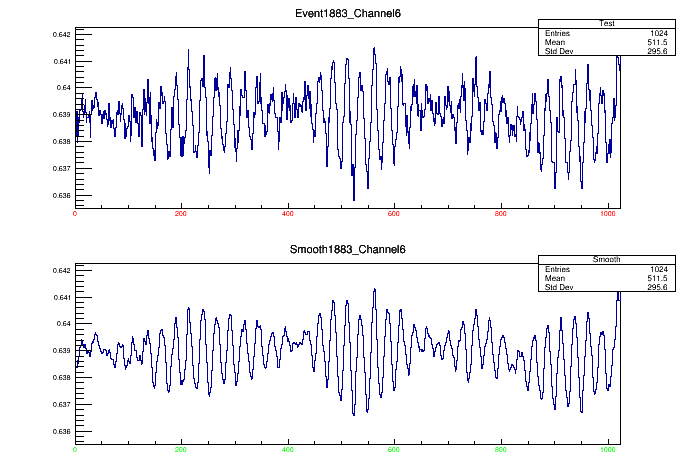 Event1883_Channel6
Test
Entries 1024
Mean 511.5
Std Dev 295.6
0.642
0.641
0.64
0.639
0.638
0.637
0.636
0 200 400 600 800 1000
Smooth1883_Channel6
Smooth
Entries 1024
Mean 511.5
Std Dev 295.6
0.642
0.641
0.64
0.639
0.638
0.637
0.636
0 200 400 600 800 1000